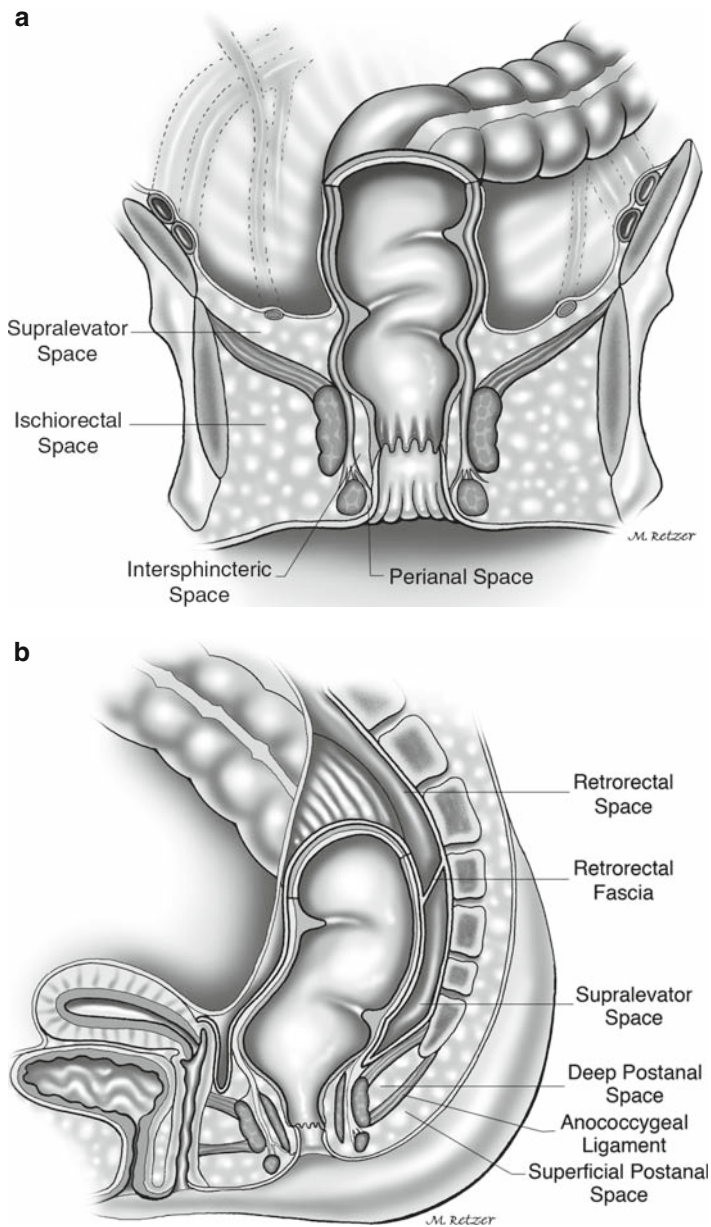 a
Supralevator
Space
Ischiorectal
Space
M. Retzer
Intersphincteric
Space
Perianal Space
b
Retrorectal
Space
Retrorectal
Fascia
Supralevator
Space
Deep Postanal
Space
Anococcygeal
Ligament
Superficial Postanal
Space
M. Retzer